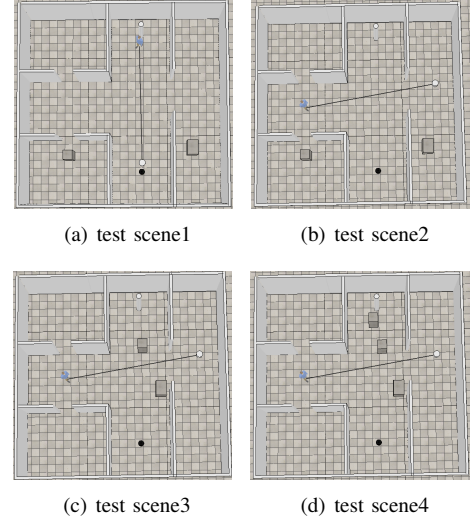 (a) test scene1
(b) test scene2
(c) test scene3
(d) test scene4